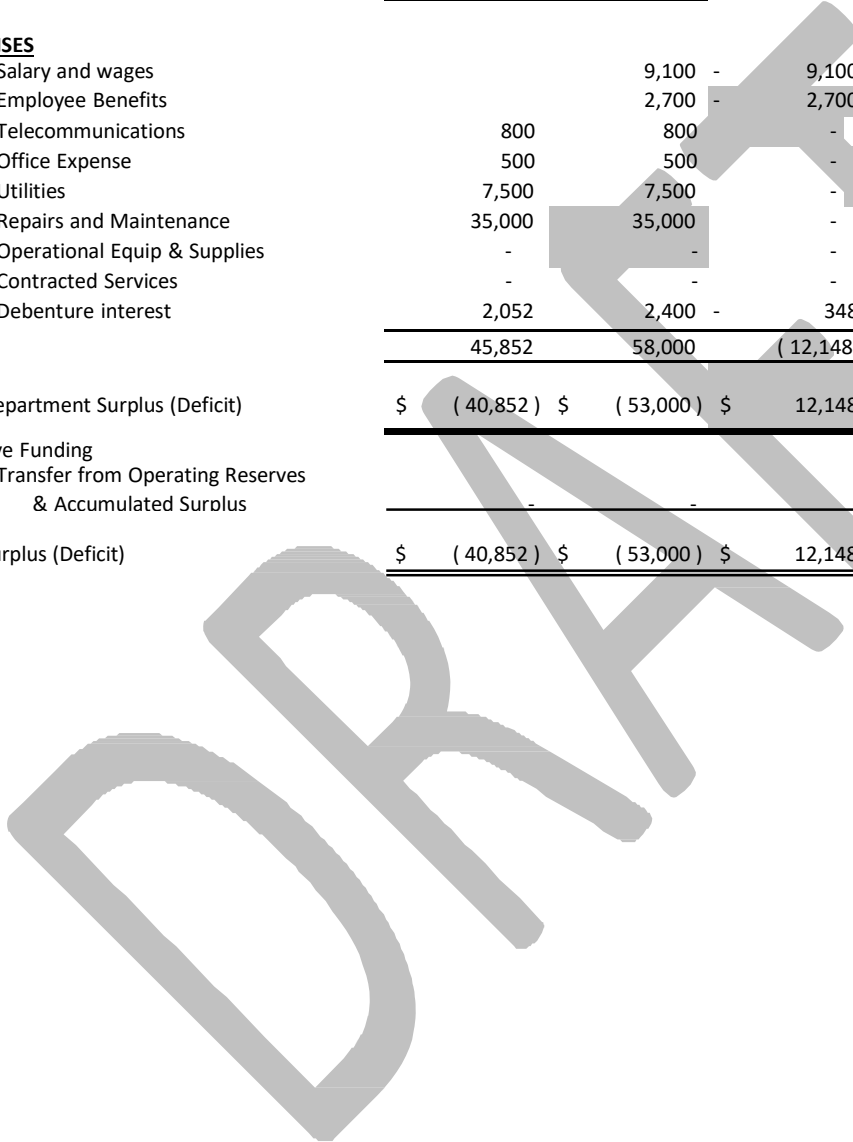 SES
Salary and wages 9,100 - 9,100
Employee Benefits 2,700 - 2,700
Telecommunications 800 800 -
Office Expense 500 500 -
Utilities 7,500 7,500 -
Repairs and Maintenance 35,000 35,000 -
Operational Equip & Supplies - - -
Contracted Services - - -
Debenture interest 2,052 2,400 - 348
45,852 58,000 ( 12,148
epartment Surplus (Deficit) $ ( 40,852 ) $ ( 53,000 ) $ 12,148
ve Funding
Transfer from Operating Reserves
& Accumulated Surplus - -
rplus (Deficit) $ ( 40,852 ) $ ( 53,000 ) $ 12,148
DRAFT